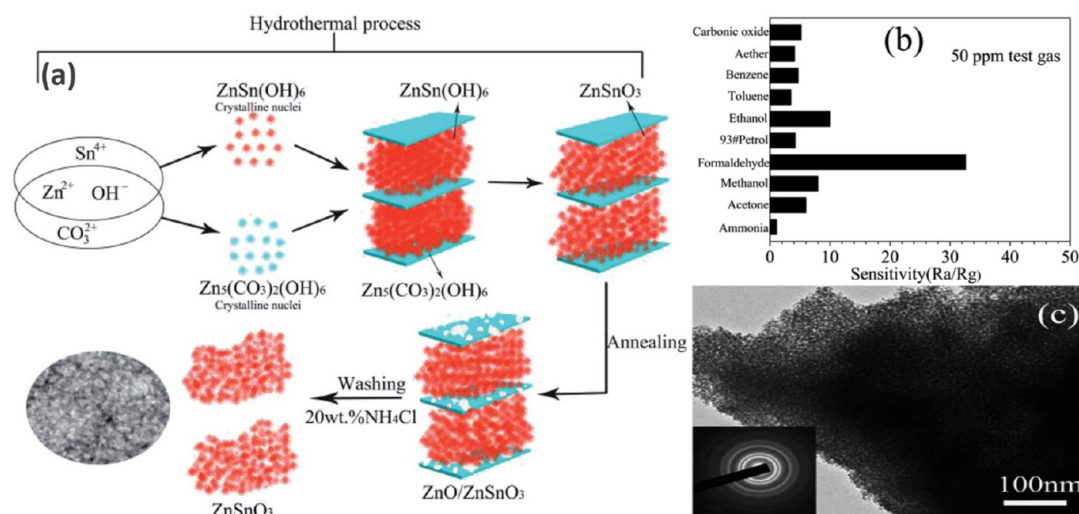 Hydrothermal process
(a)
ZnSn(OH)₆
Crystalline nuclei
ZnSn(OH)₆
ZnSnO₃
Sn⁴⁺
Zn²⁺ OH⁻
CO₃²⁺
Zn₅(CO₃)₂(OH)₆
Crystalline nuclei
Zn₅(CO₃)₂(OH)₆
Annealing
Washing
20wt.%NH₄Cl
ZnSnO₃
ZnO/ZnSnO₃
(b)
50 ppm test gas
Carbonic oxide
Aether
Benzene
Toluene
Ethanol
93#Petrol
Formaldehyde
Methanol
Acetone
Ammonia
0 10 20 30 40 50
Sensitivity(Ra/Rg)
(c)
100nm